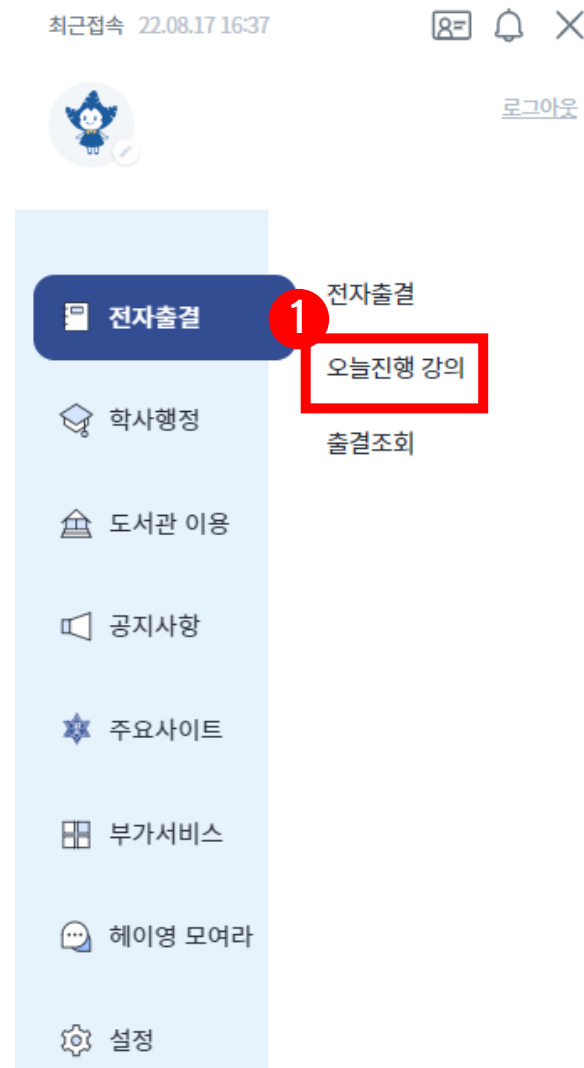 최근접속 22.08.17 16:37
로그아웃
전자출결
1
전자출결
오늘진행 강의
출결조회
학사행정
도서관 이용
공지사항
주요사이트
부가서비스
헤이영 모여라
설정